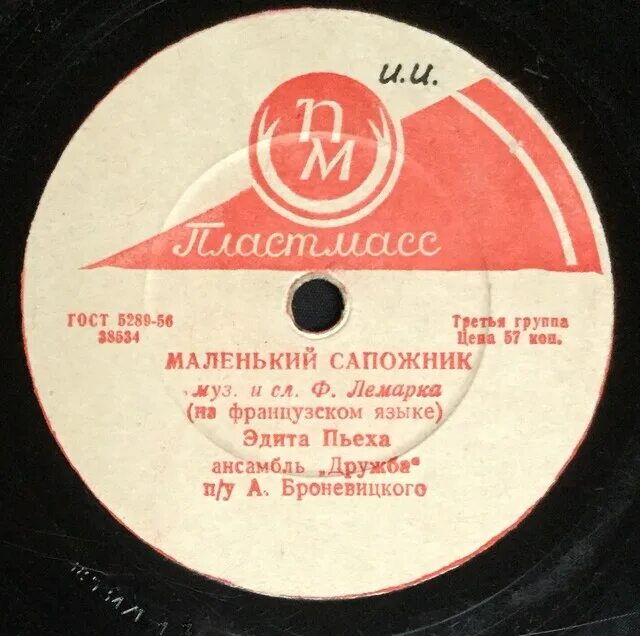 И.И.
ПМ
Пластмасс
ГОСТ 5289-56
38534
Третья группа
Цена 57 коп.
МАЛЕНЬКИЙ САПОЖНИК
муз. и сл. Ф. Лемарка
(на французском языке)
Эдита Пьеха
ансамбль „Дружба"
п/у А. Броневицкого